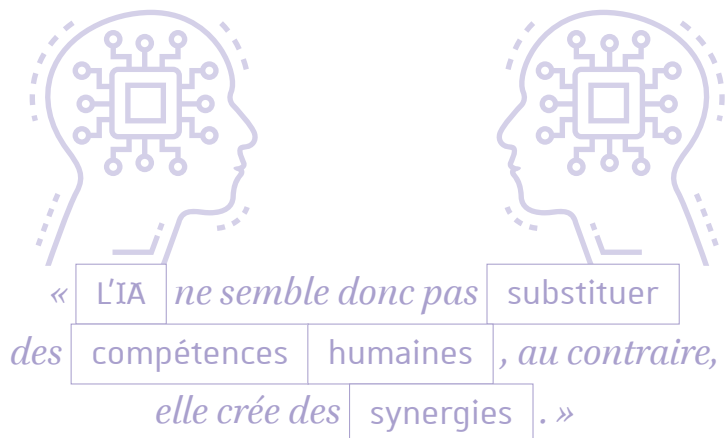 « L'IA ne semble donc pas substituer
des compétences humaines , au contraire,
elle crée des synergies . »